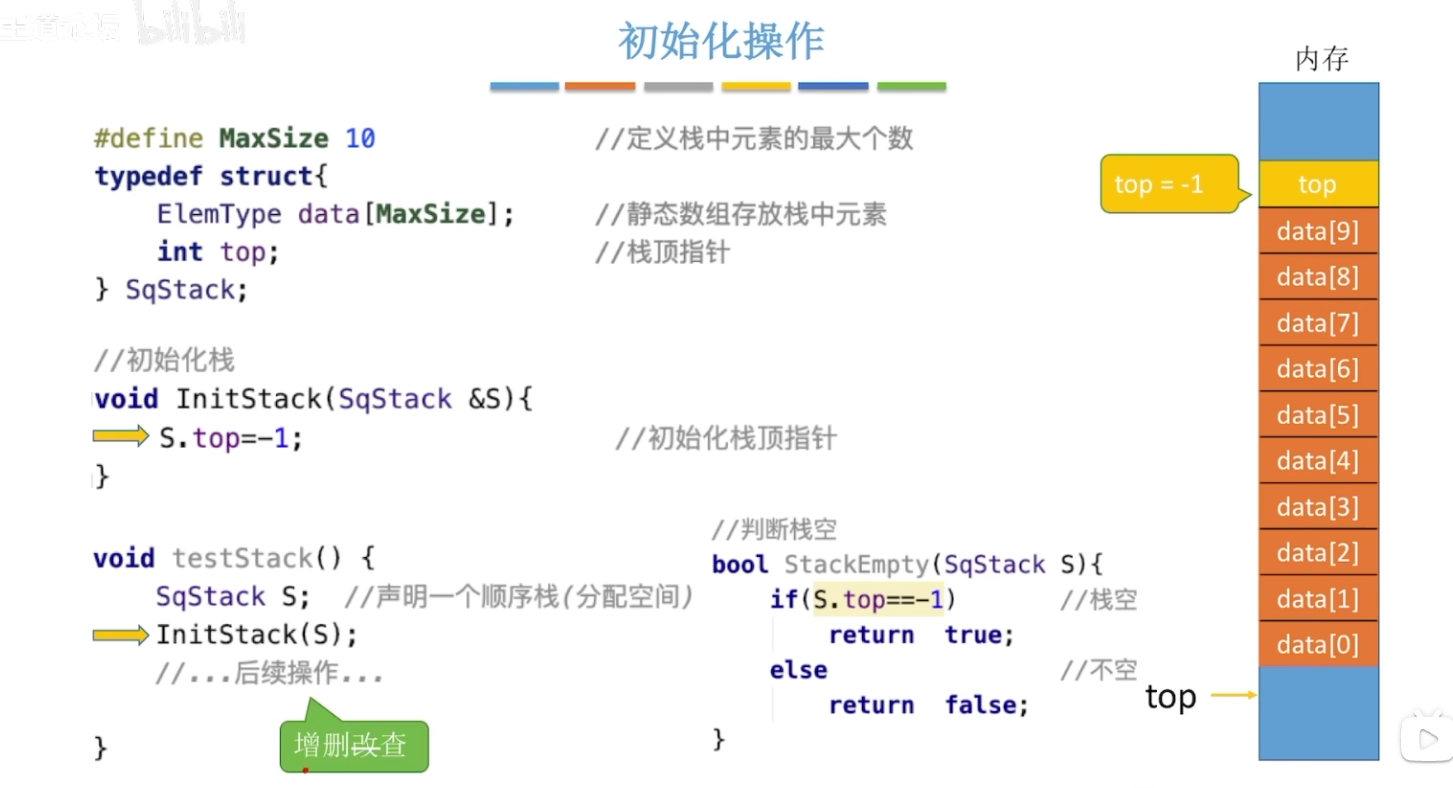 bilibili
初始化操作
#define MaxSize 10 //定义栈中元素的最大个数
typedef struct{
ElemType data[MaxSize]; //静态数组存放栈中元素
int top; //栈顶指针
} SqStack;
//初始化栈
void InitStack(SqStack &S){
S.top=-1; //初始化栈顶指针
}
void testStack() {
SqStack S; //声明一个顺序栈(分配空间)
InitStack(S);
//...后续操作...
}
增删改查
//判断栈空
bool StackEmpty(SqStack S){
if(S.top==-1) //栈空
return true;
else //不空
return false;
}
内存
top = -1
top
data[9]
data[8]
data[7]
data[6]
data[5]
data[4]
data[3]
data[2]
data[1]
data[0]
top